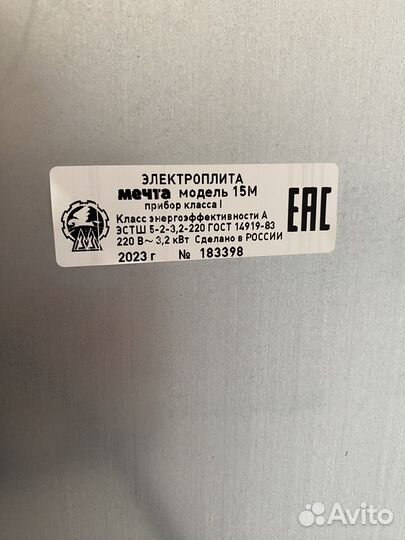 ЭЛЕКТРОПЛИТА
мечта модель 15М
прибор класса I
Класс энергоэффективности А
ЭСТШ 5-2-3,2-220 ГОСТ 14919-83
220 В~ 3,2 кВт Сделано в РОССИИ
2023 г № 183398
EAC
Avito